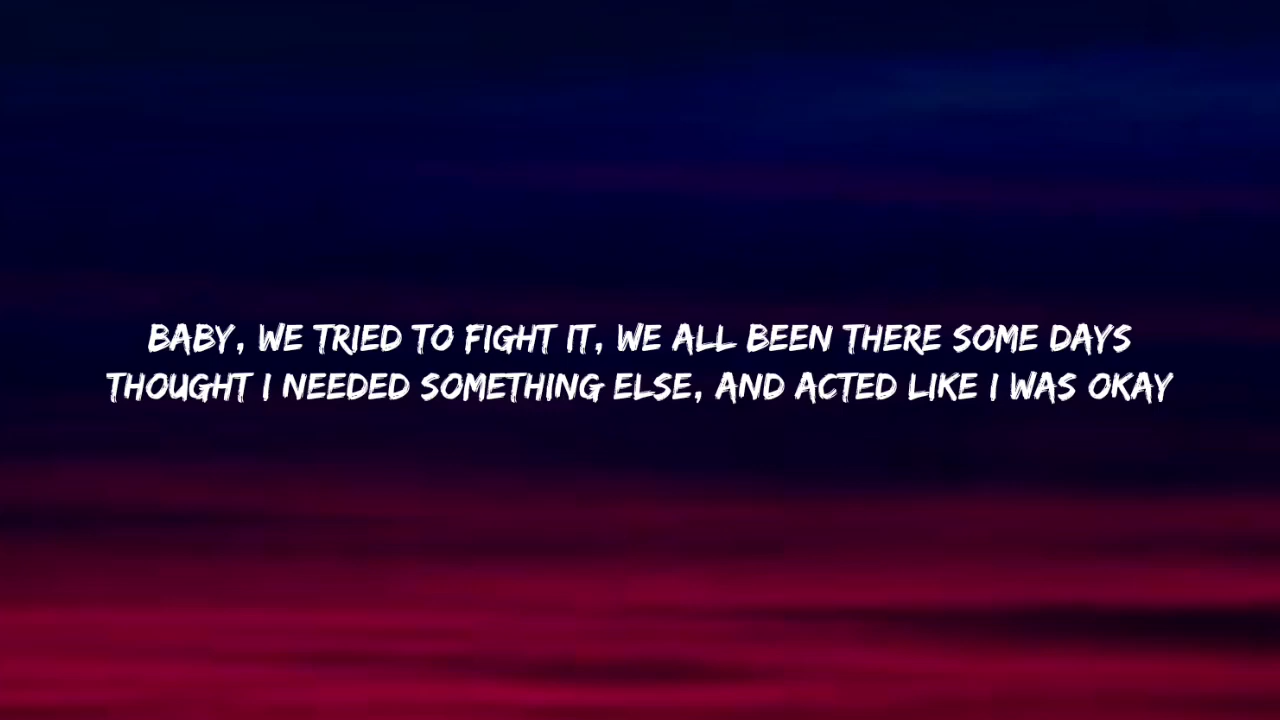 BABY, WE TRIED TO FIGHT IT, WE ALL BEEN THERE SOME DAYS
THOUGHT I NEEDED SOMETHING ELSE, AND ACTED LIKE I WAS OKAY